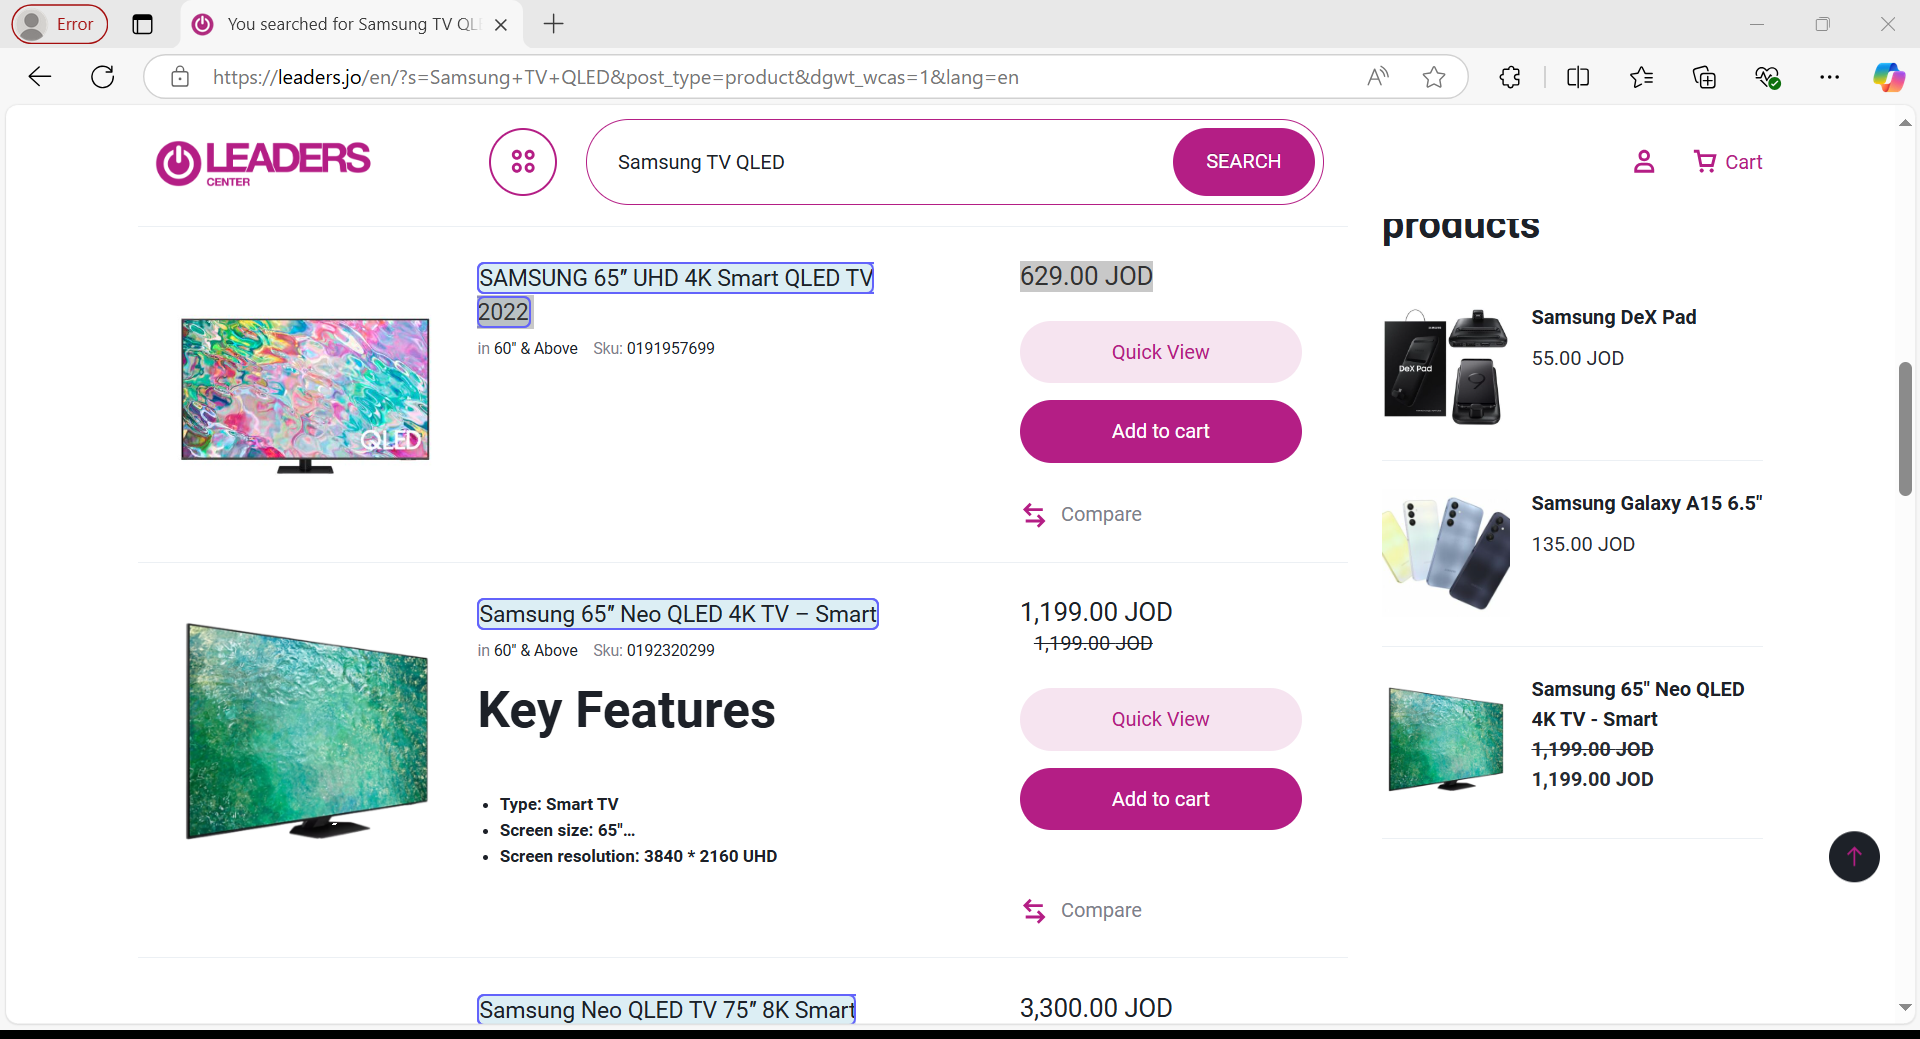 Error
You searched for Samsung TV QLE
https://leaders.jo/en/?s=Samsung+TV+QLED&post_type=product&dgwt_wcas=1&lang=en
LEADERS
CENTER
Samsung TV QLED
SEARCH
Cart
products
SAMSUNG 65″ UHD 4K Smart QLED TV
2022
in 60" & Above Sku: 0191957699
QLED
629.00 JOD
Quick View
Add to cart
Compare
Samsung 65″ Neo QLED 4K TV – Smart
in 60" & Above Sku: 0192320299
Key Features
• Type: Smart TV
• Screen size: 65"...
• Screen resolution: 3840 * 2160 UHD
1,199.00 JOD
1,199.00 JOD
Quick View
Add to cart
Compare
Samsung Neo QLED TV 75″ 8K Smart
3,300.00 JOD
DeX Pad
Samsung DeX Pad
55.00 JOD
Samsung Galaxy A15 6.5"
135.00 JOD
Samsung 65" Neo QLED
4K TV - Smart
1,199.00 JOD
1,199.00 JOD